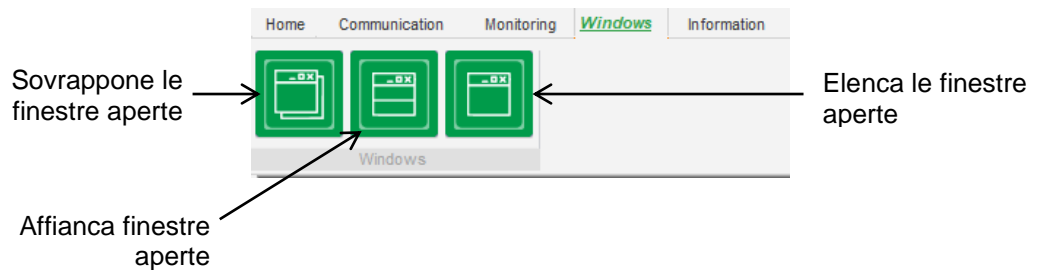 Home Communication Monitoring Windows Information
Sovrappone le
finestre aperte
Elenca le finestre
aperte
Windows
Affianca finestre
aperte